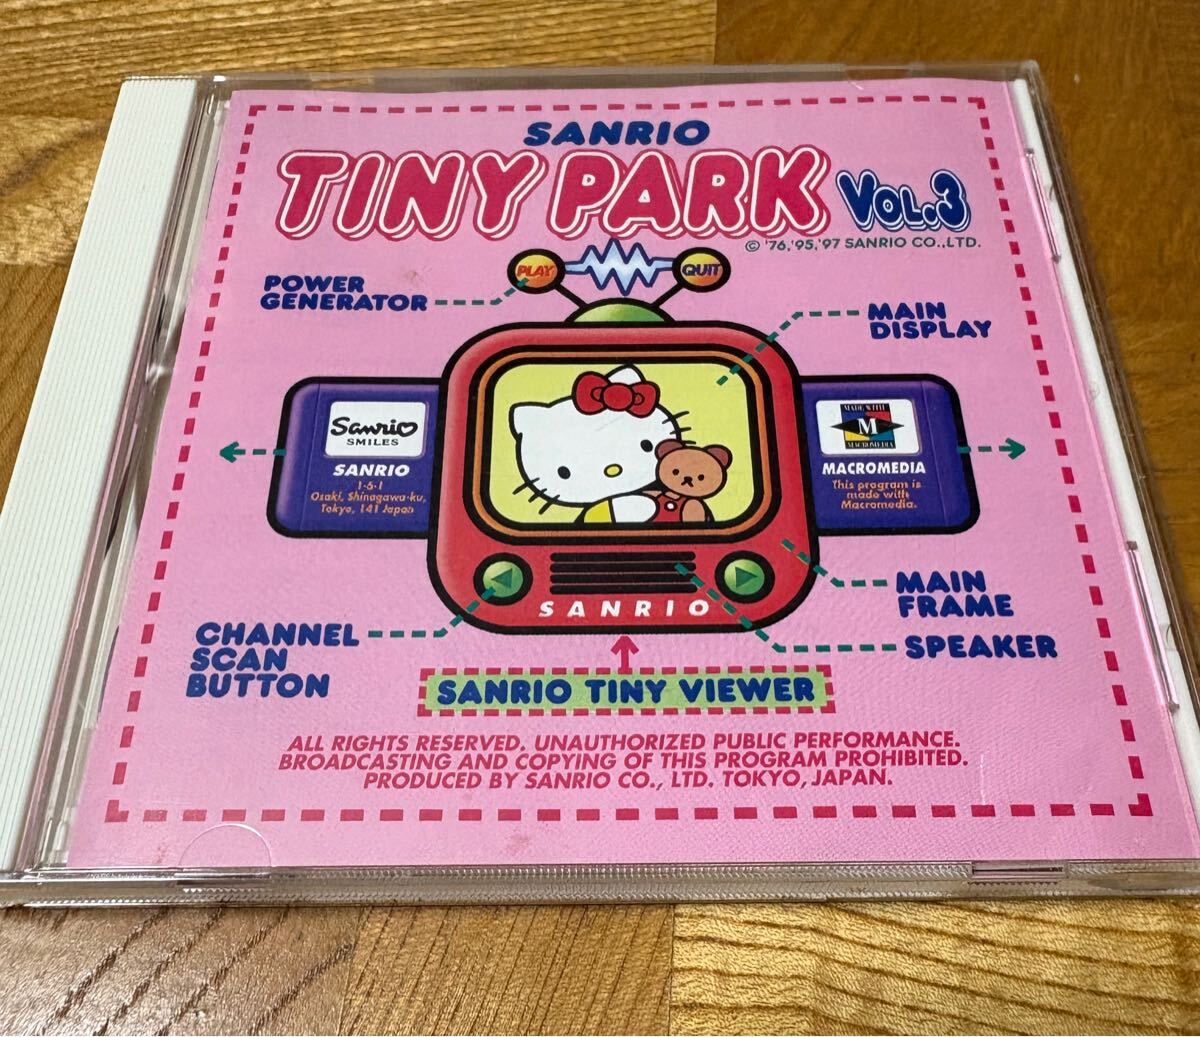 SANRIO
TINY PARK VOL.3
© '76,'95,'97 SANRIO CO.,LTD.
PLAY
QUIT
POWER
GENERATOR
MAIN
DISPLAY
Sanrio
SMILES
SANRIO
1-6-1
Osaki, Shinagawa-ku,
Tokyo, 141 Japan
MADE WITH
M
MACROMEDIA
MACROMEDIA
This program is
made with
Macromedia.
SANRIO
MAIN
FRAME
SPEAKER
CHANNEL
SCAN
BUTTON
SANRIO TINY VIEWER
ALL RIGHTS RESERVED. UNAUTHORIZED PUBLIC PERFORMANCE.
BROADCASTING AND COPYING OF THIS PROGRAM PROHIBITED.
PRODUCED BY SANRIO CO., LTD. TOKYO, JAPAN.